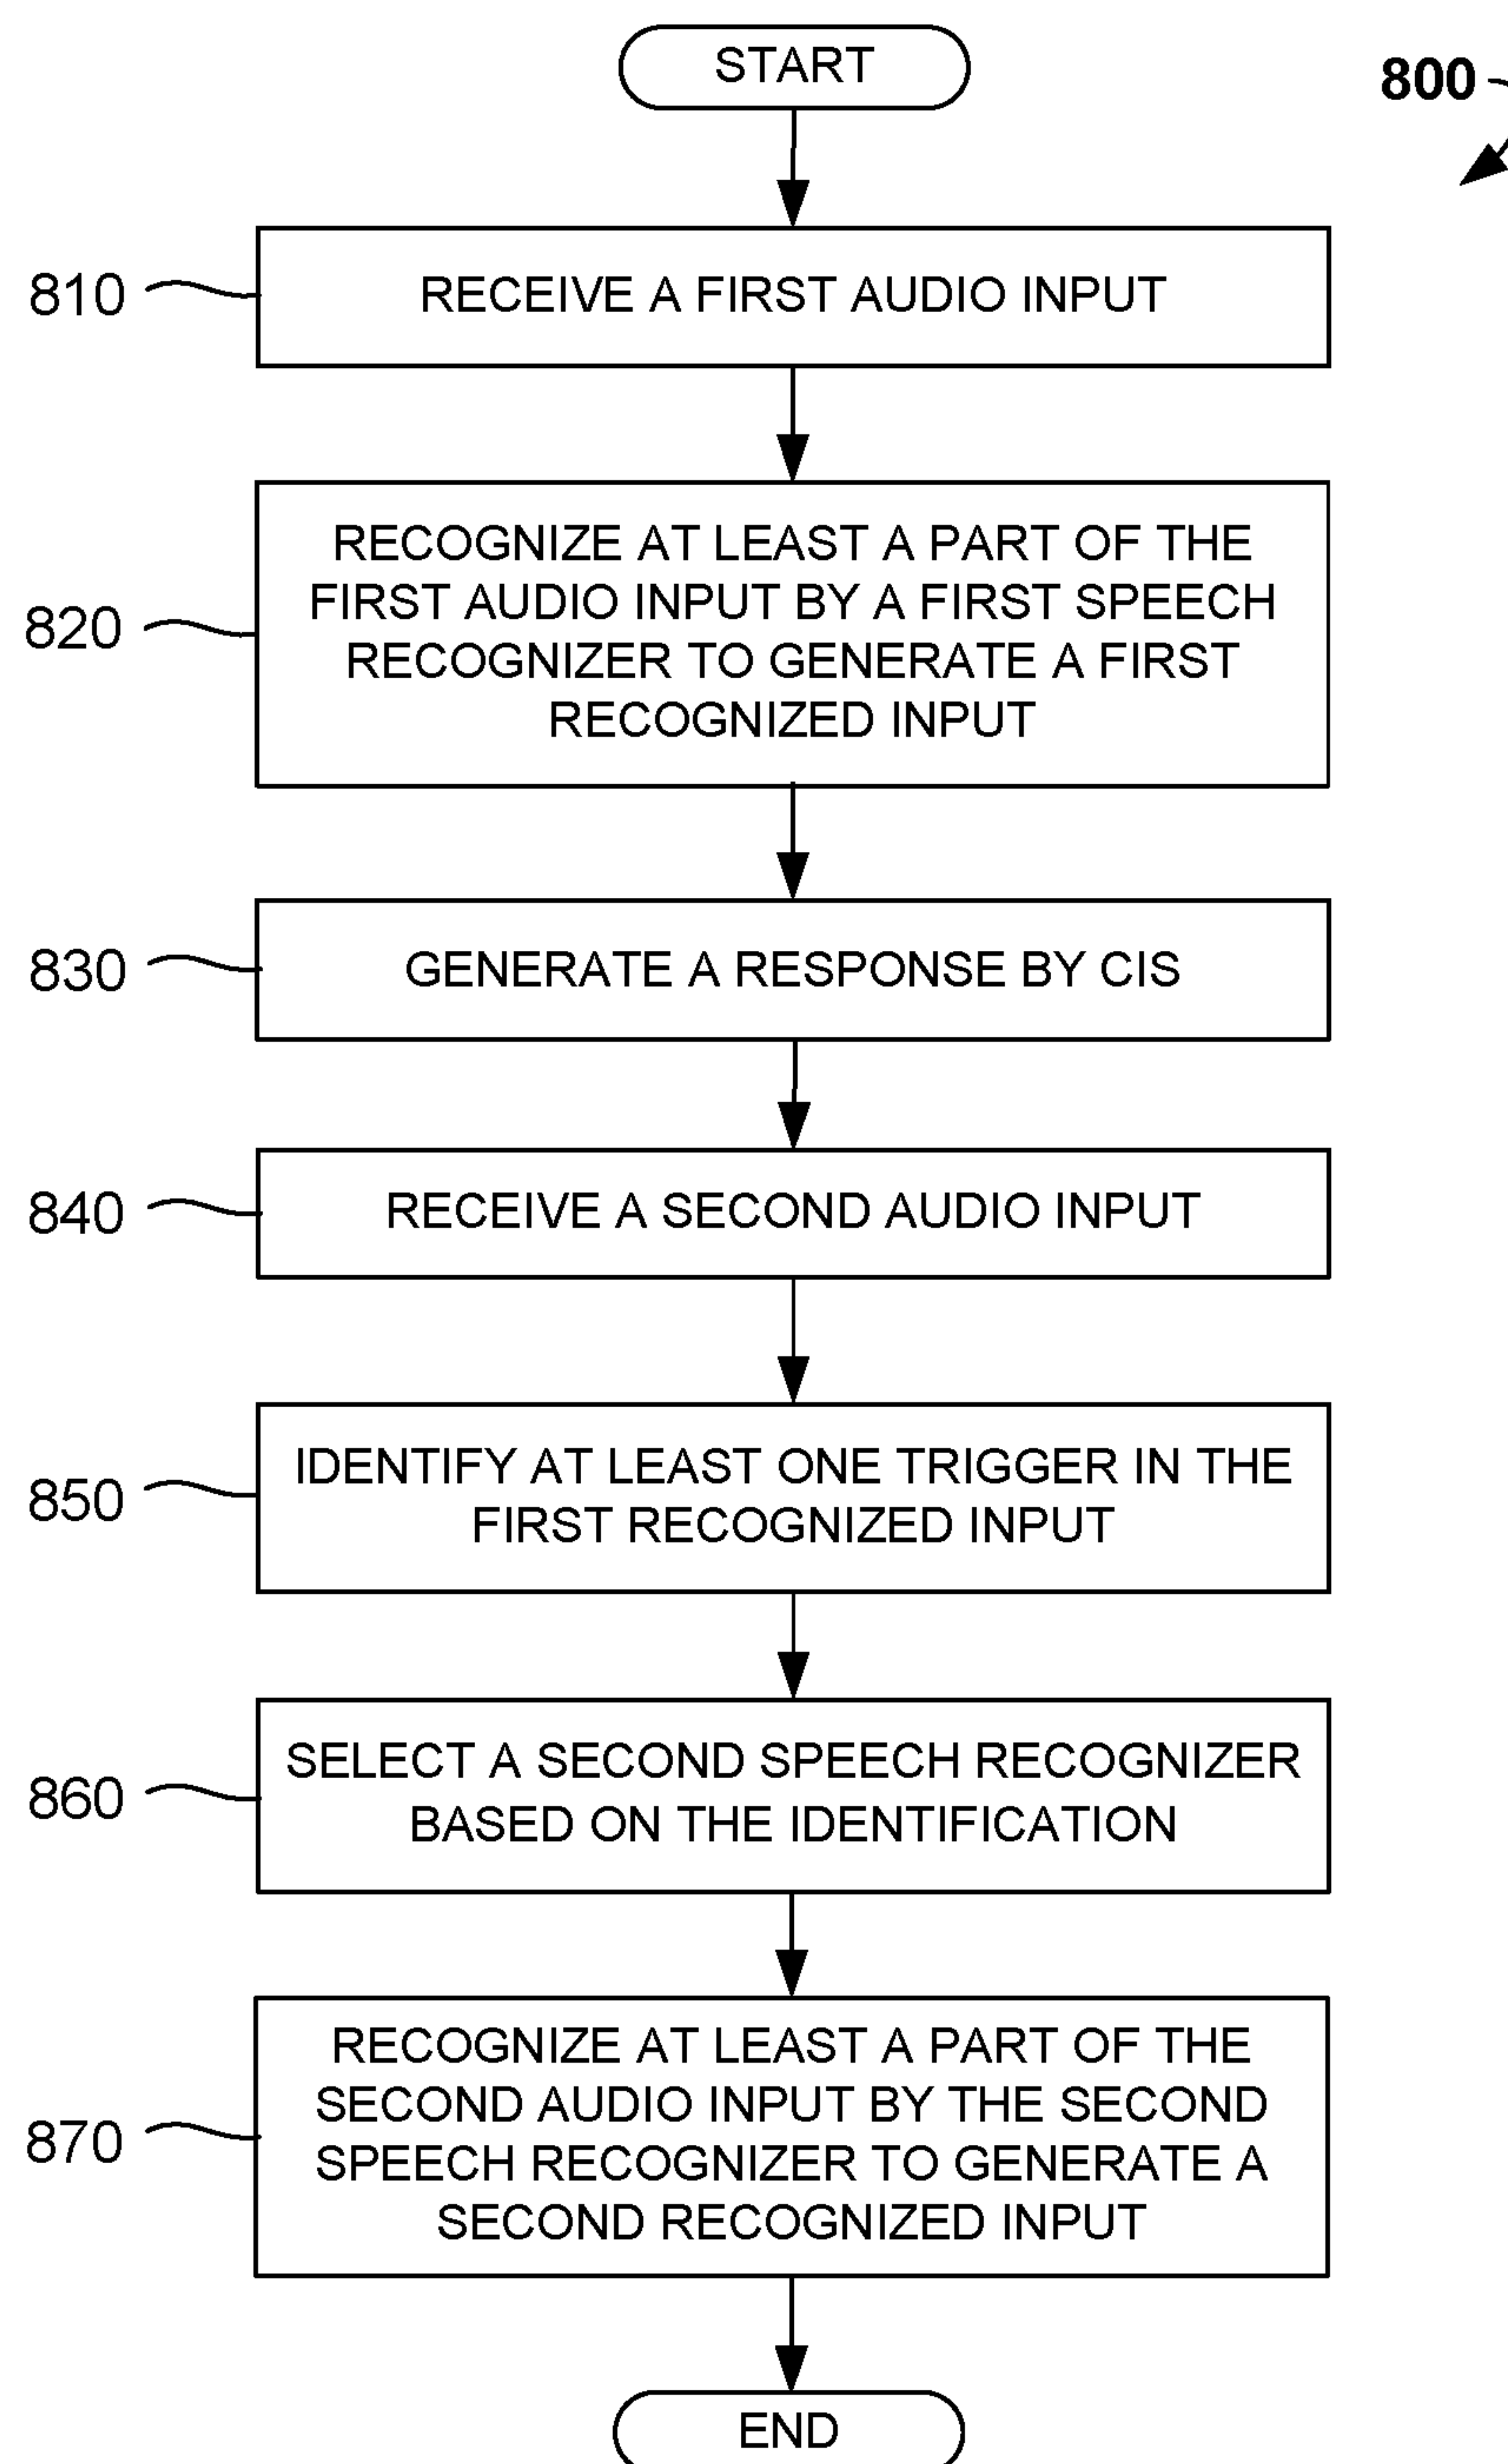 START
800
810
RECEIVE A FIRST AUDIO INPUT
820
RECOGNIZE AT LEAST A PART OF THE
FIRST AUDIO INPUT BY A FIRST SPEECH
RECOGNIZER TO GENERATE A FIRST
RECOGNIZED INPUT
830
GENERATE A RESPONSE BY CIS
840
RECEIVE A SECOND AUDIO INPUT
850
IDENTIFY AT LEAST ONE TRIGGER IN THE
FIRST RECOGNIZED INPUT
860
SELECT A SECOND SPEECH RECOGNIZER
BASED ON THE IDENTIFICATION
870
RECOGNIZE AT LEAST A PART OF THE
SECOND AUDIO INPUT BY THE SECOND
SPEECH RECOGNIZER TO GENERATE A
SECOND RECOGNIZED INPUT
END